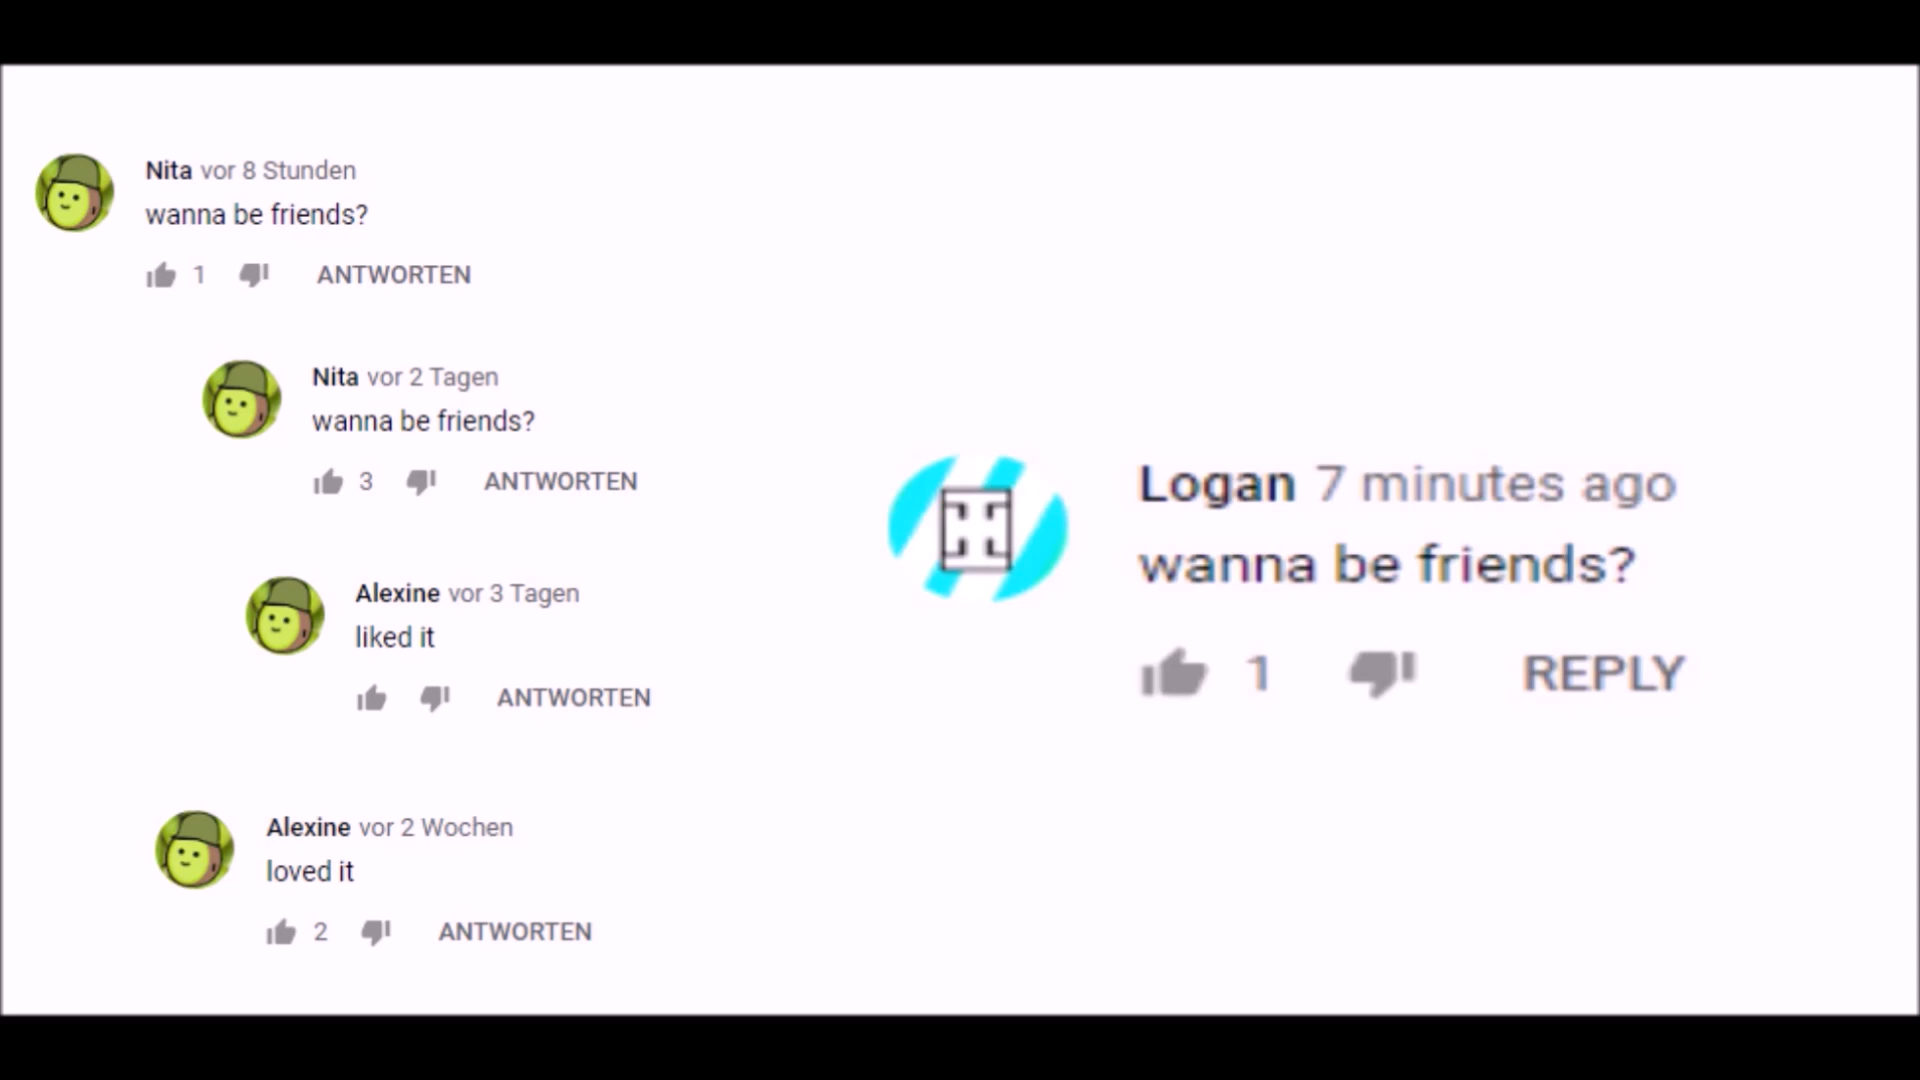 Nita vor 8 Stunden
wanna be friends?
1 ANTWORTEN
Nita vor 2 Tagen
wanna be friends?
3 ANTWORTEN
Alexine vor 3 Tagen
liked it
ANTWORTEN
Alexine vor 2 Wochen
loved it
2 ANTWORTEN
Logan 7 minutes ago
wanna be friends?
1 REPLY